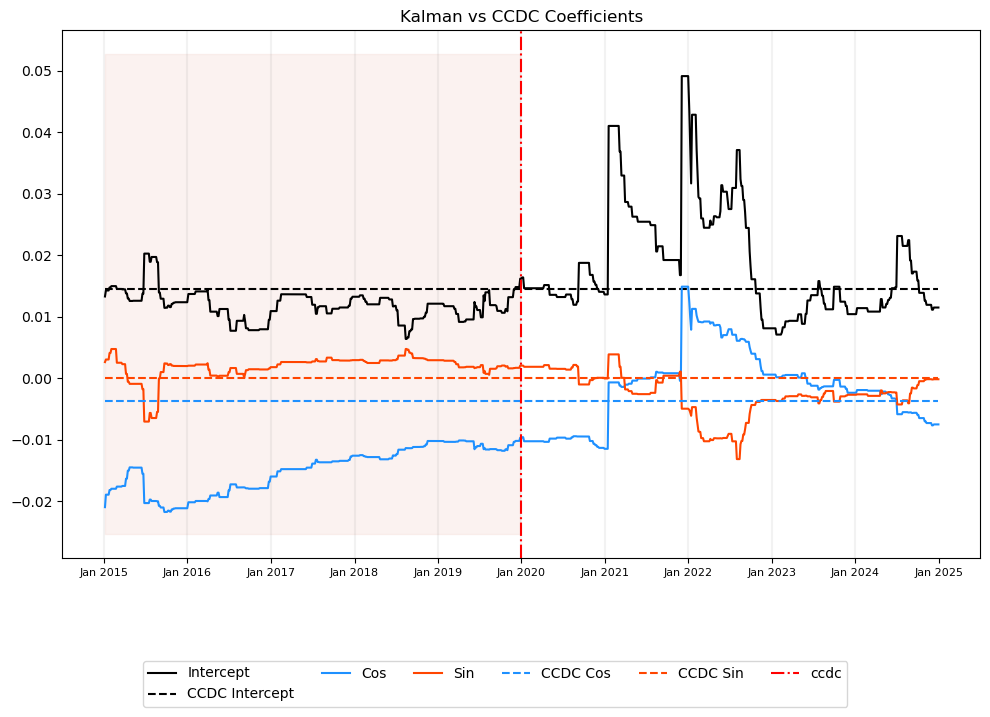 Kalman vs CCDC Coefficients
0.05
0.04
0.03
0.02
0.01
0.00
−0.01
−0.02
Jan 2015 Jan 2016 Jan 2017 Jan 2018 Jan 2019 Jan 2020 Jan 2021 Jan 2022 Jan 2023 Jan 2024 Jan 2025
Intercept Cos Sin CCDC Cos CCDC Sin ccdc
CCDC Intercept